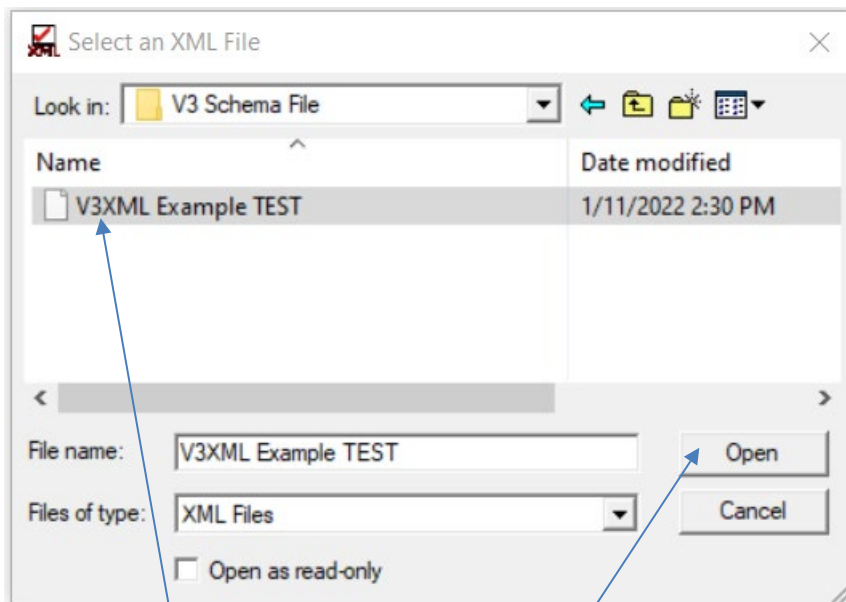 XML Select an XML File
Look in: V3 Schema File
Name Date modified
V3XML Example TEST 1/11/2022 2:30 PM
File name: V3XML Example TEST Open
Files of type: XML Files Cancel
Open as read-only